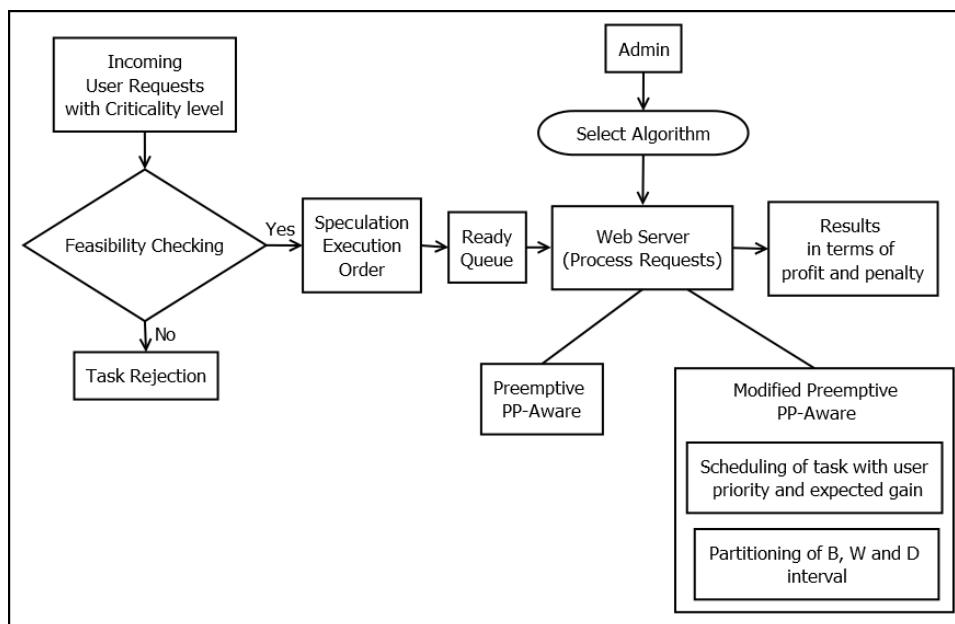 Incoming
User Requests
with Criticality level
Admin
Select Algorithm
Feasibility Checking
Yes
Speculation
Execution
Order
Ready
Queue
Web Server
(Process Requests)
Results
in terms of
profit and penalty
No
Task Rejection
Preemptive
PP-Aware
Modified Preemptive
PP-Aware
Scheduling of task with user
priority and expected gain
Partitioning of B, W and D
interval